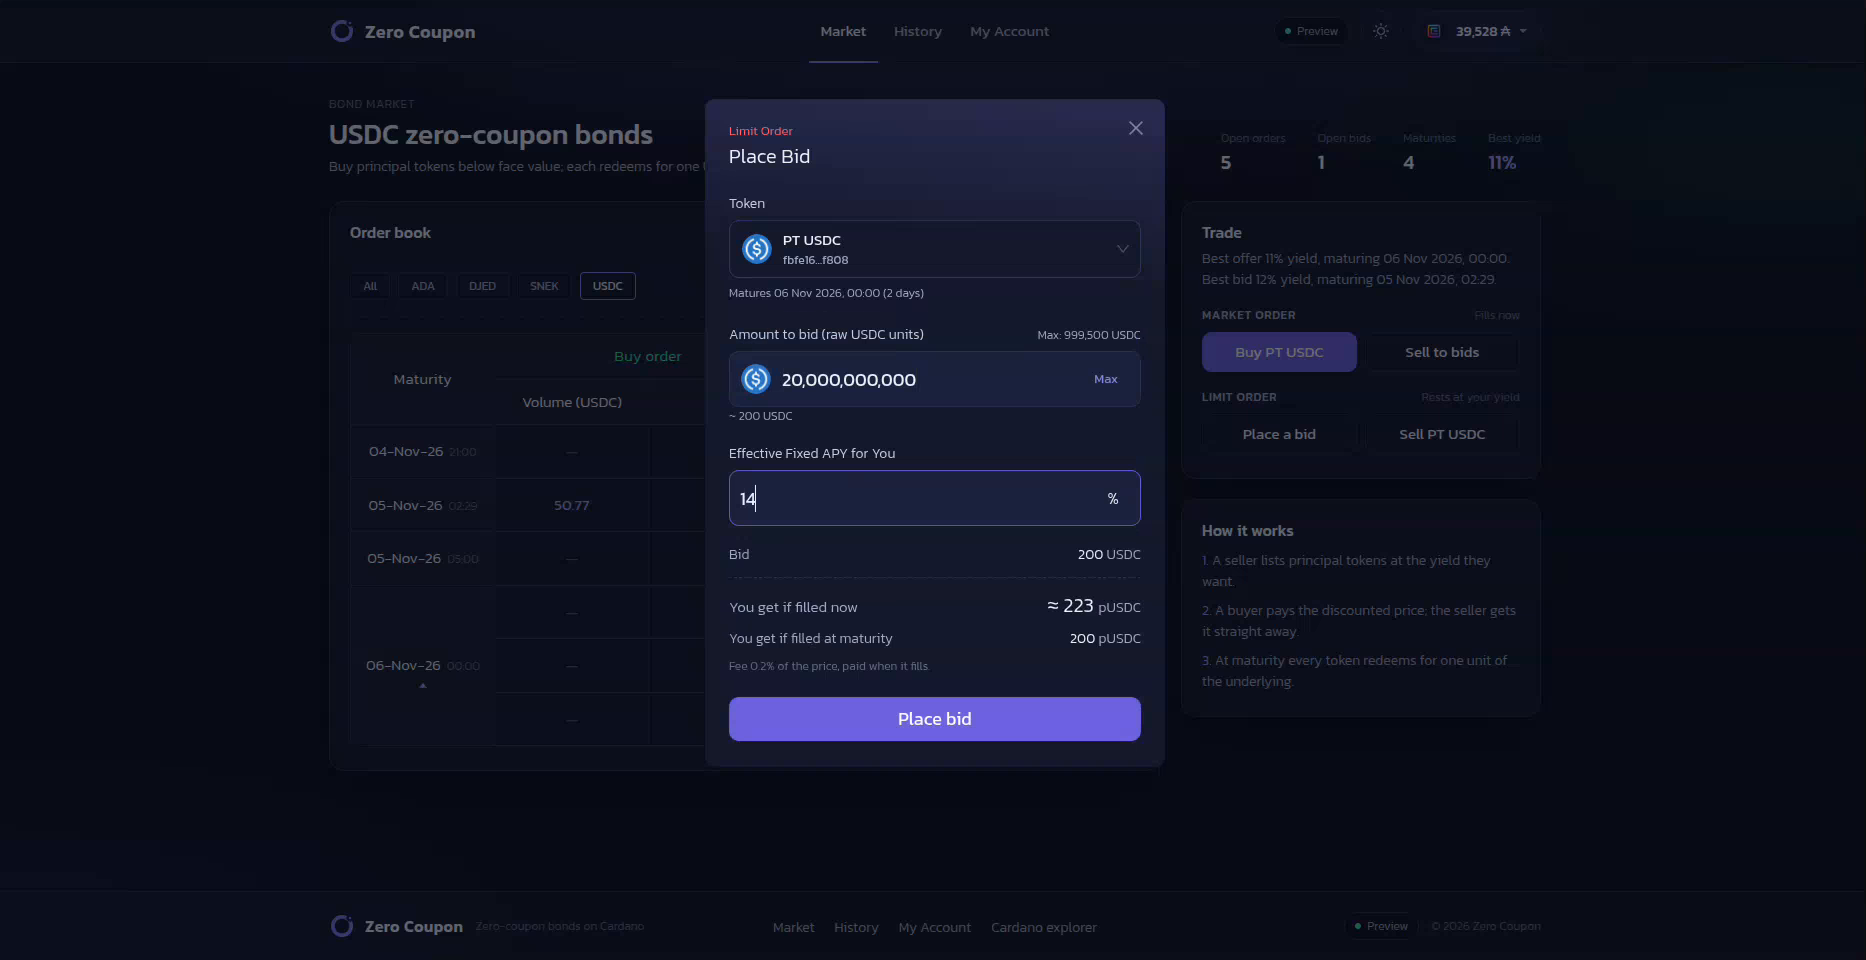 Zero Coupon
Market
History
My Account
Preview
39,528 ₳
BOND MARKET
USDC zero-coupon bonds
Buy principal tokens below face value; each redeems for one
Open orders
5
Open bids
1
Maturities
4
Best yield
11%
Order book
All
ADA
DJED
SNEK
USDC
Maturity
Buy order
Volume (USDC)
04-Nov-26 21:00
—
05-Nov-26 02:29
50.77
05-Nov-26 05:00
—
—
06-Nov-26 00:00
—
—
Limit Order
Place Bid
Token
PT USDC
fbfe16...f808
Matures 06 Nov 2026, 00:00 (2 days)
Amount to bid (raw USDC units)
Max: 999,500 USDC
20,000,000,000
Max
~ 200 USDC
Effective Fixed APY for You
14
%
Bid
200 USDC
You get if filled now
≈ 223 pUSDC
You get if filled at maturity
200 pUSDC
Fee 0.2% of the price, paid when it fills.
Place bid
Trade
Best offer 11% yield, maturing 06 Nov 2026, 00:00.
Best bid 12% yield, maturing 05 Nov 2026, 02:29.
MARKET ORDER
Fills now
Buy PT USDC
Sell to bids
LIMIT ORDER
Rests at your yield
Place a bid
Sell PT USDC
How it works
1. A seller lists principal tokens at the yield they
want.
2. A buyer pays the discounted price; the seller gets
it straight away.
3. At maturity every token redeems for one unit of
the underlying.
Zero Coupon
Zero-coupon bonds on Cardano
Market
History
My Account
Cardano explorer
Preview
© 2026 Zero Coupon